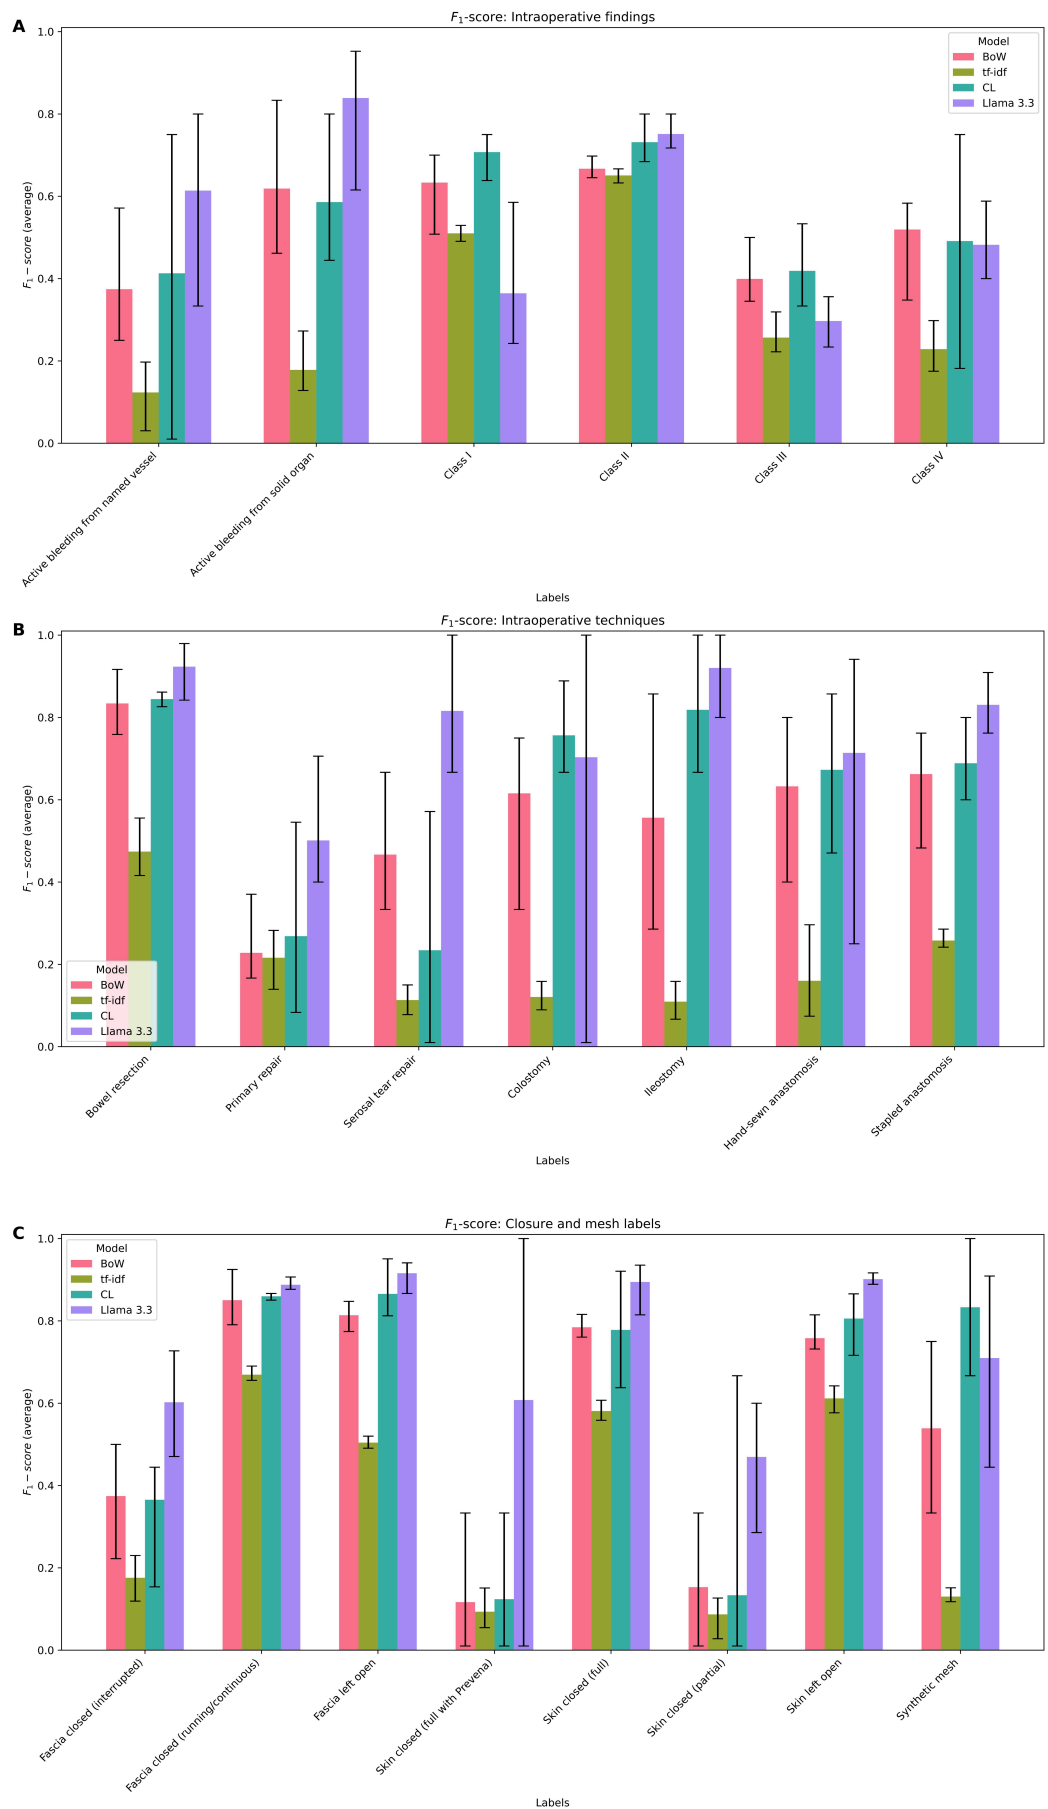 A
F1-score: Intraoperative findings
1.0
0.8
0.6
0.4
0.2
0.0
F1 − score (average)
Model
BoW
tf-idf
CL
Llama 3.3
Active bleeding from named vessel
Active bleeding from solid organ
Class I
Class II
Class III
Class IV
Labels
B
F1-score: Intraoperative techniques
1.0
0.8
0.6
0.4
0.2
0.0
F1 − score (average)
Model
BoW
tf-idf
CL
Llama 3.3
Bowel resection
Primary repair
Serosal tear repair
Colostomy
Ileostomy
Hand-sewn anastomosis
Stapled anastomosis
Labels
C
F1-score: Closure and mesh labels
1.0
0.8
0.6
0.4
0.2
0.0
F1 − score (average)
Model
BoW
tf-idf
CL
Llama 3.3
Fascia closed (interrupted)
Fascia closed (running/continuous)
Fascia left open
Skin closed (full with Prevena)
Skin closed (full)
Skin closed (partial)
Skin left open
Synthetic mesh
Labels